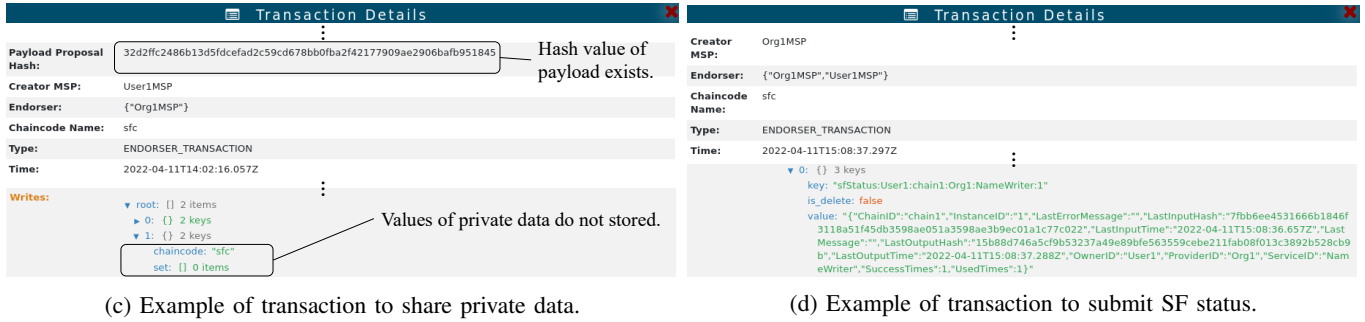 Transaction Details
Payload Proposal Hash: 32d2ffc2486b13d5fdcefad2c59cd678bb0fba2f42177909ae2906bafb951845
Hash value of
payload exists.
Creator MSP: User1MSP
Endorser: {"Org1MSP"}
Chaincode Name: sfc
Type: ENDORSER_TRANSACTION
Time: 2022-04-11T14:02:16.057Z
Writes:
▼ root: [] 2 items
► 0: {} 2 keys
▼ 1: {} 2 keys
chaincode: "sfc"
set: [] 0 items
Values of private data do not stored.
(c) Example of transaction to share private data.
Transaction Details
Creator MSP: Org1MSP
Endorser: {"Org1MSP","User1MSP"}
Chaincode Name: sfc
Type: ENDORSER_TRANSACTION
Time: 2022-04-11T15:08:37.297Z
▼ 0: {} 3 keys
key: "sfStatus:User1:chain1:Org1:NameWriter:1"
is_delete: false
value: "{"ChainID":"chain1","InstanceID":"1","LastErrorMessage":"","LastInputHash":"7fbb6ee4531666b1846f
3118a51f45db3598ae051a3598ae3b9ec01a1c77c022","LastInputTime":"2022-04-11T15:08:36.657Z","Last
Message":"","LastOutputHash":"15b88d746a5cf9b53237a49e89bfe563559cebe211fab08f013c3892b528cb9
b","LastOutputTime":"2022-04-11T15:08:37.288Z","OwnerID":"User1","ProviderID":"Org1","ServiceID":"Nam
eWriter","SuccessTimes":1,"UsedTimes":1}"
(d) Example of transaction to submit SF status.